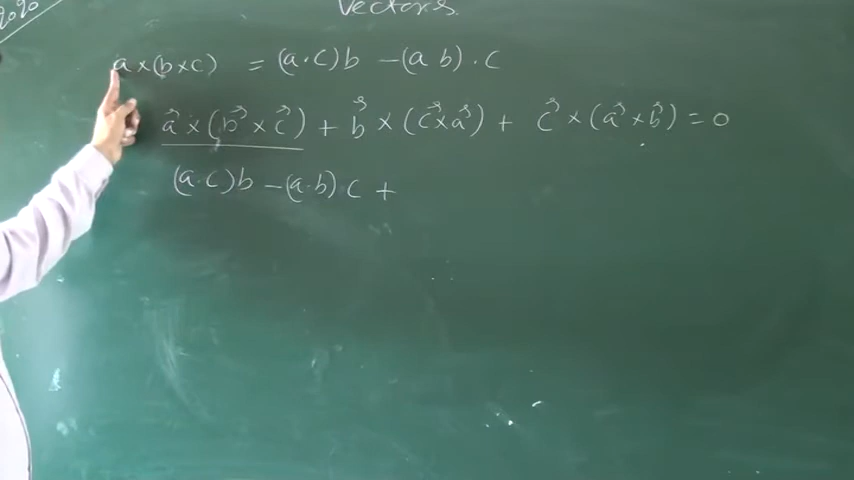 Vectors
a×(b×c) = (a·c)b −(a b)·c
a⃗ × (b⃗ × c⃗) + b⃗ × (c⃗×a⃗) + c⃗ × (a⃗ × b⃗) = 0
(a·c)b −(a·b)·c +